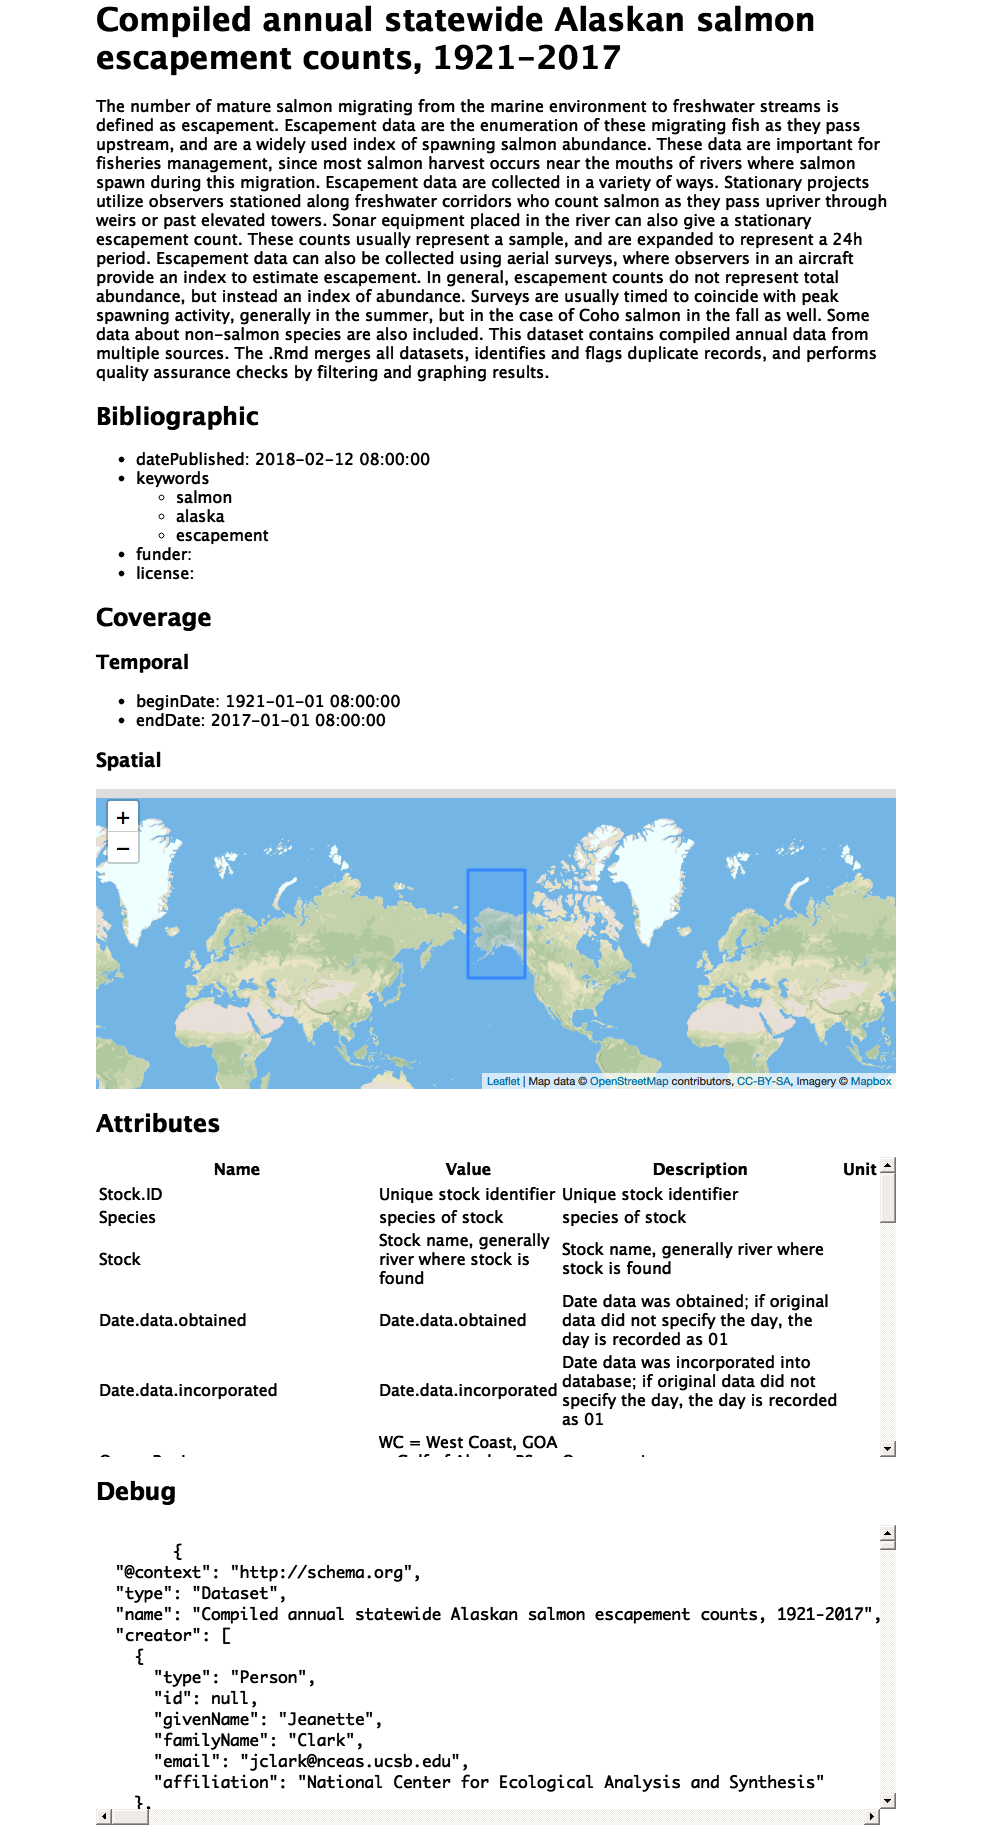 Compiled annual statewide Alaskan salmon
escapement counts, 1921-2017
The number of mature salmon migrating from the marine environment to freshwater streams is
defined as escapement. Escapement data are the enumeration of these migrating fish as they pass
upstream, and are a widely used index of spawning salmon abundance. These data are important for
fisheries management, since most salmon harvest occurs near the mouths of rivers where salmon
spawn during this migration. Escapement data are collected in a variety of ways. Stationary projects
utilize observers stationed along freshwater corridors who count salmon as they pass upriver through
weirs or past elevated towers. Sonar equipment placed in the river can also give a stationary
escapement count. These counts usually represent a sample, and are expanded to represent a 24h
period. Escapement data can also be collected using aerial surveys, where observers in an aircraft
provide an index to estimate escapement. In general, escapement counts do not represent total
abundance, but instead an index of abundance. Surveys are usually timed to coincide with peak
spawning activity, generally in the summer, but in the case of Coho salmon in the fall as well. Some
data about non-salmon species are also included. This dataset contains compiled annual data from
multiple sources. The .Rmd merges all datasets, identifies and flags duplicate records, and performs
quality assurance checks by filtering and graphing results.
Bibliographic
• datePublished: 2018-02-12 08:00:00
• keywords
◦ salmon
◦ alaska
◦ escapement
• funder:
• license:
Coverage
Temporal
• beginDate: 1921-01-01 08:00:00
• endDate: 2017-01-01 08:00:00
Spatial
+
−
Leaflet | Map data © OpenStreetMap contributors, CC-BY-SA, Imagery © Mapbox
Attributes
Name Value Description Unit
Stock.ID Unique stock identifier Unique stock identifier
Species species of stock species of stock
Stock
Stock name, generally
river where stock is
found
Stock name, generally river where
stock is found
Date.data.obtained Date.data.obtained
Date data was obtained; if original
data did not specify the day, the
day is recorded as 01
Date.data.incorporated Date.data.incorporated
Date data was incorporated into
database; if original data did not
specify the day, the day is recorded
as 01
WC = West Coast, GOA
Debug
{
"@context": "http://schema.org",
"type": "Dataset",
"name": "Compiled annual statewide Alaskan salmon escapement counts, 1921-2017",
"creator": [
{
"type": "Person",
"id": null,
"givenName": "Jeanette",
"familyName": "Clark",
"email": "jclark@nceas.ucsb.edu",
"affiliation": "National Center for Ecological Analysis and Synthesis"
},